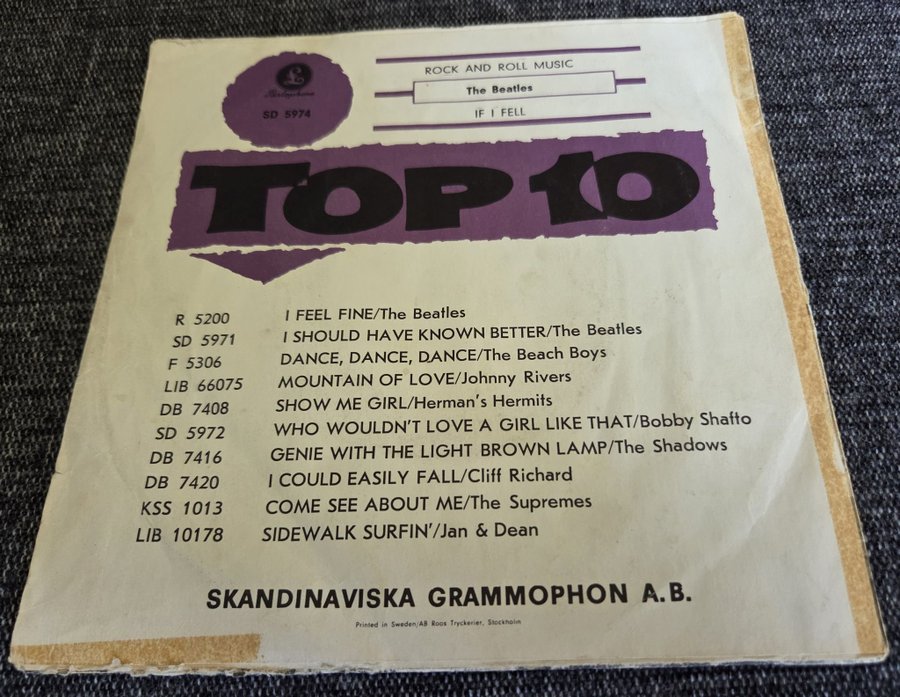 Parlophone
SD 5974
ROCK AND ROLL MUSIC
The Beatles
IF I FELL
TOP 10
R 5200 I FEEL FINE/The Beatles
SD 5971 I SHOULD HAVE KNOWN BETTER/The Beatles
F 5306 DANCE, DANCE, DANCE/The Beach Boys
LIB 66075 MOUNTAIN OF LOVE/Johnny Rivers
DB 7408 SHOW ME GIRL/Herman's Hermits
SD 5972 WHO WOULDN'T LOVE A GIRL LIKE THAT/Bobby Shafto
DB 7416 GENIE WITH THE LIGHT BROWN LAMP/The Shadows
DB 7420 I COULD EASILY FALL/Cliff Richard
KSS 1013 COME SEE ABOUT ME/The Supremes
LIB 10178 SIDEWALK SURFIN'/Jan & Dean
SKANDINAVISKA GRAMMOPHON A.B.
Printed in Sweden/AB Roos Tryckerier, Stockholm